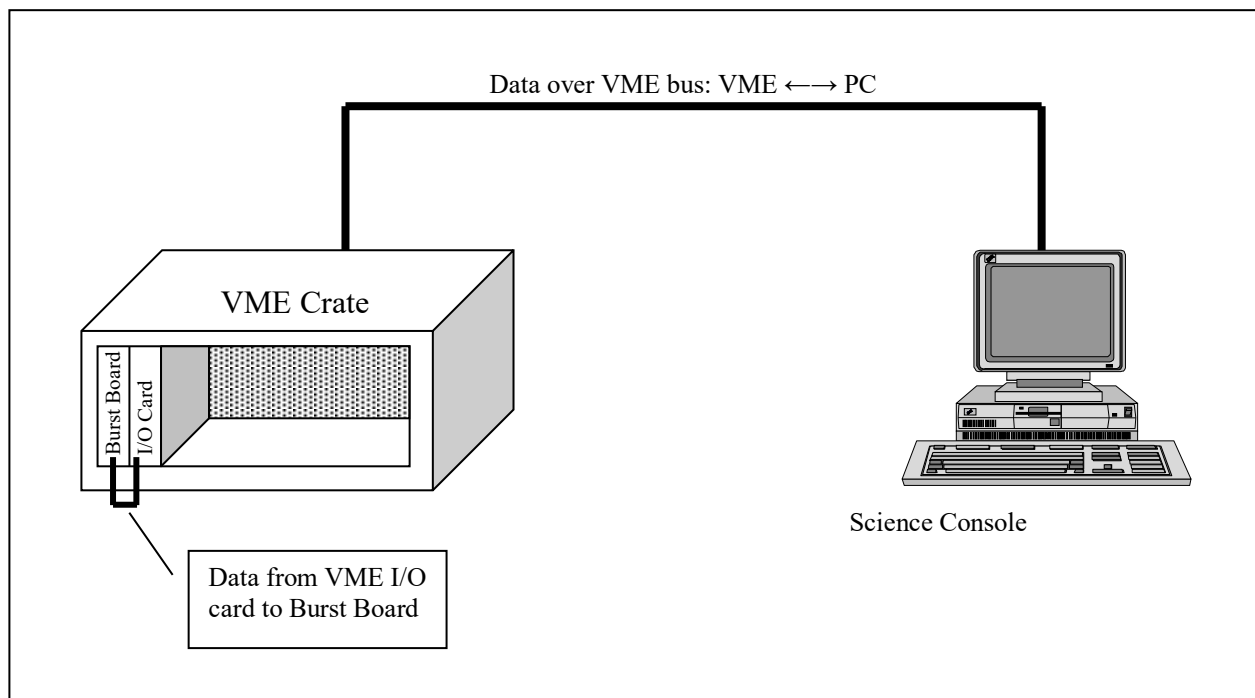 Data over VME bus: VME ←→ PC
VME Crate
Burst Board
I/O Card
Science Console
Data from VME I/O
card to Burst Board